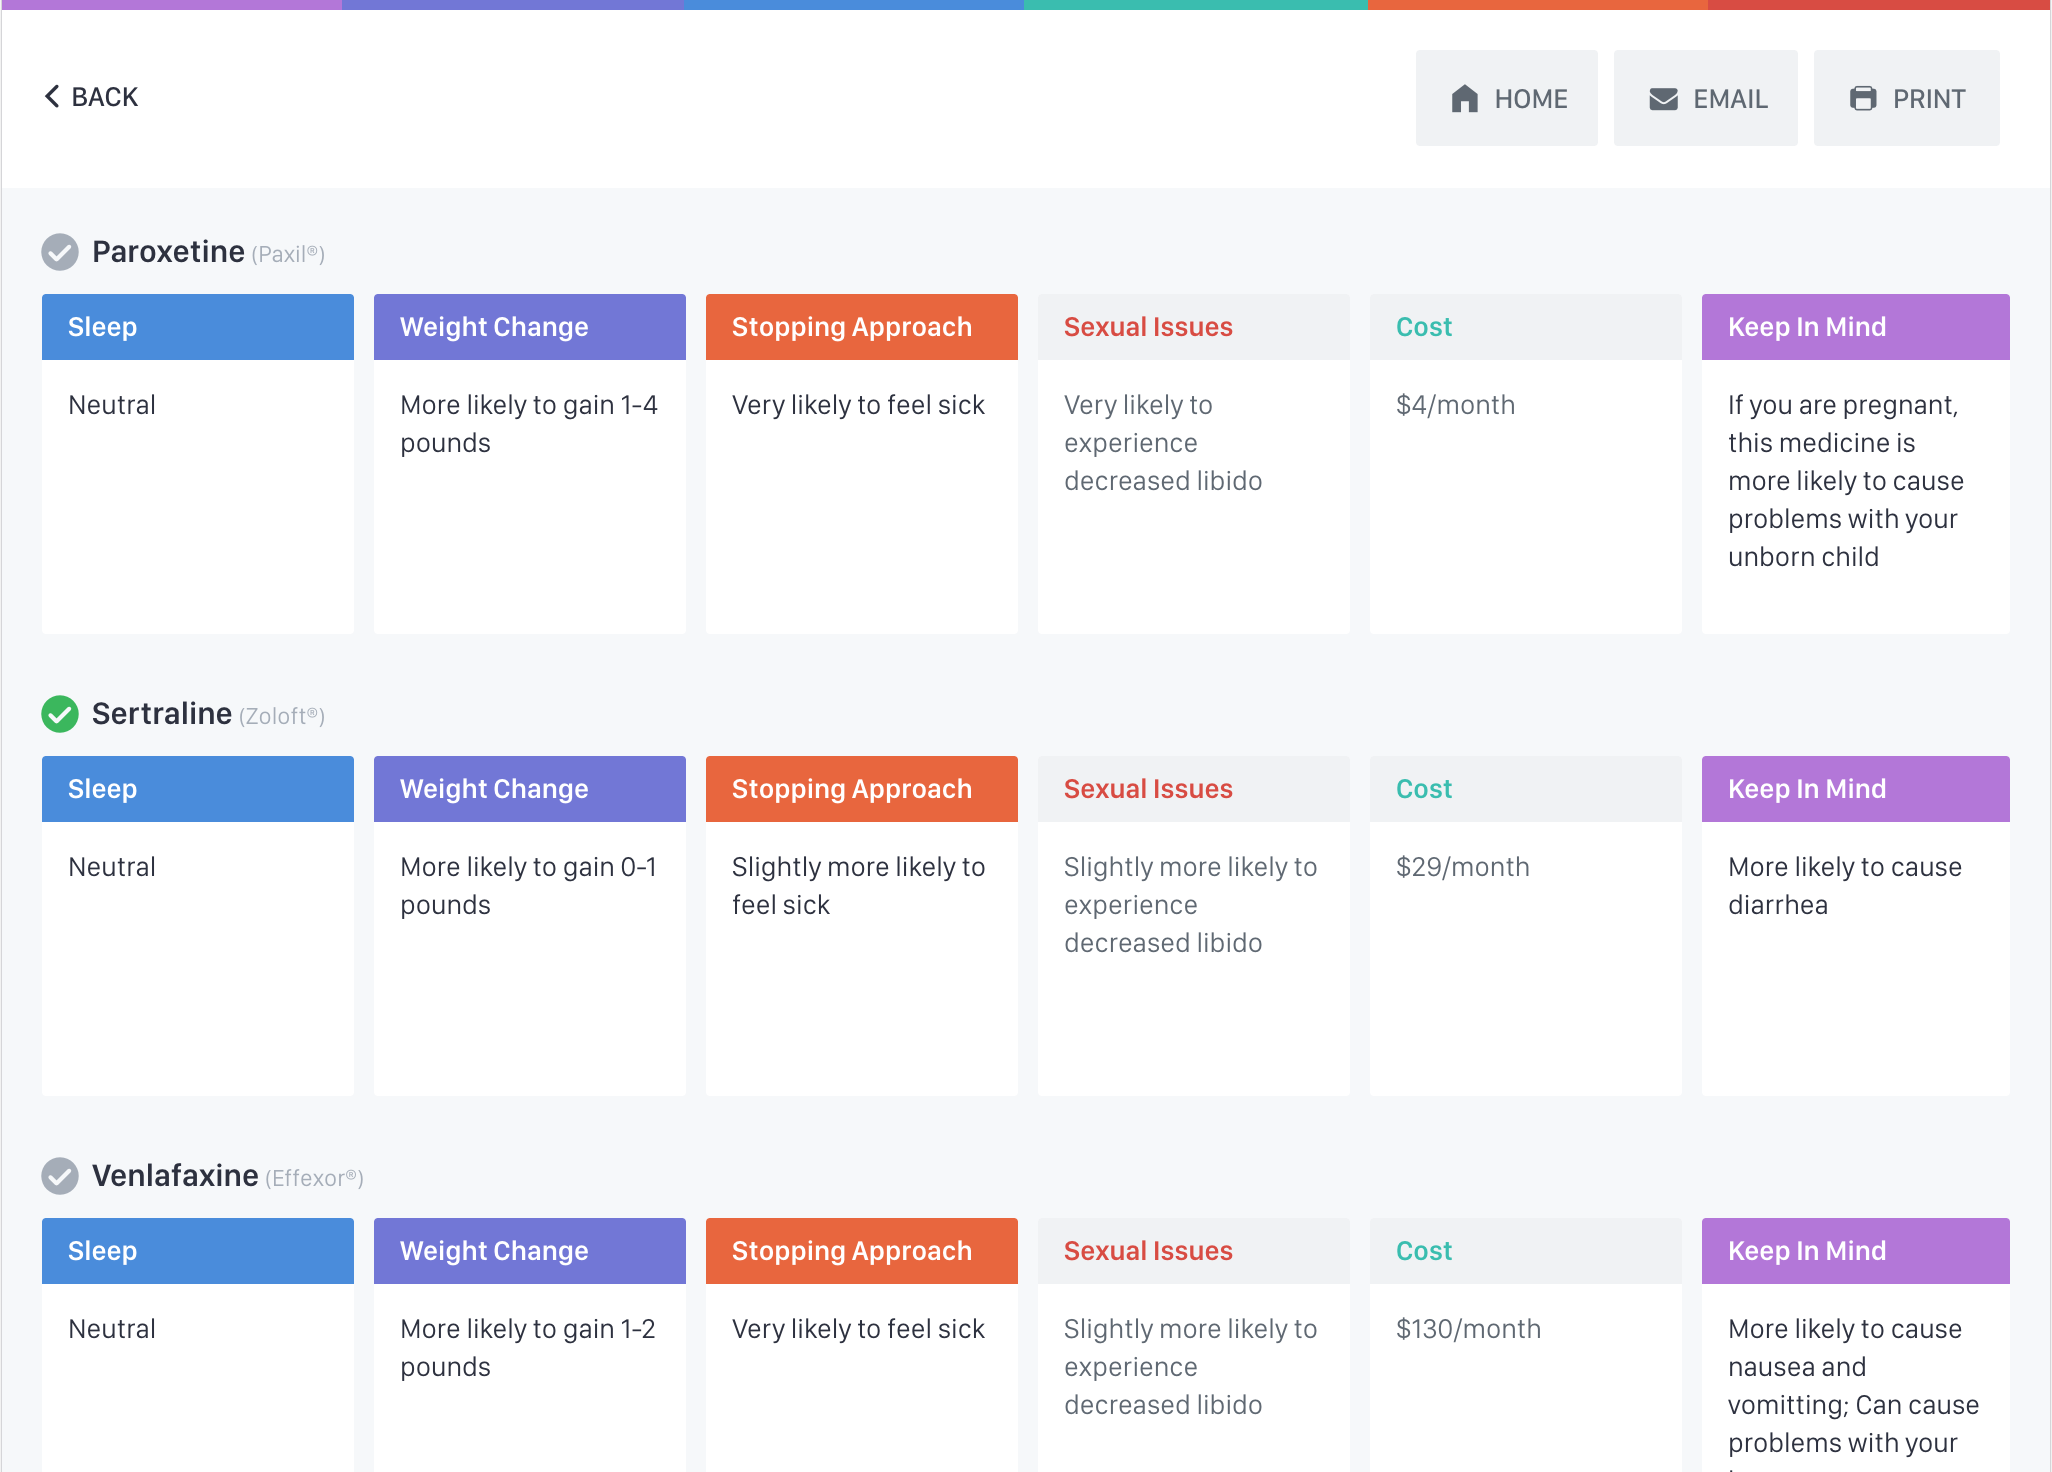 BACK
HOME
EMAIL
PRINT
Paroxetine (Paxil®)
Sleep
Neutral
Weight Change
More likely to gain 1-4
pounds
Stopping Approach
Very likely to feel sick
Sexual Issues
Very likely to
experience
decreased libido
Cost
$4/month
Keep In Mind
If you are pregnant,
this medicine is
more likely to cause
problems with your
unborn child
Sertraline (Zoloft®)
Sleep
Neutral
Weight Change
More likely to gain 0-1
pounds
Stopping Approach
Slightly more likely to
feel sick
Sexual Issues
Slightly more likely to
experience
decreased libido
Cost
$29/month
Keep In Mind
More likely to cause
diarrhea
Venlafaxine (Effexor®)
Sleep
Neutral
Weight Change
More likely to gain 1-2
pounds
Stopping Approach
Very likely to feel sick
Sexual Issues
Slightly more likely to
experience
decreased libido
Cost
$130/month
Keep In Mind
More likely to cause
nausea and
vomitting; Can cause
problems with your